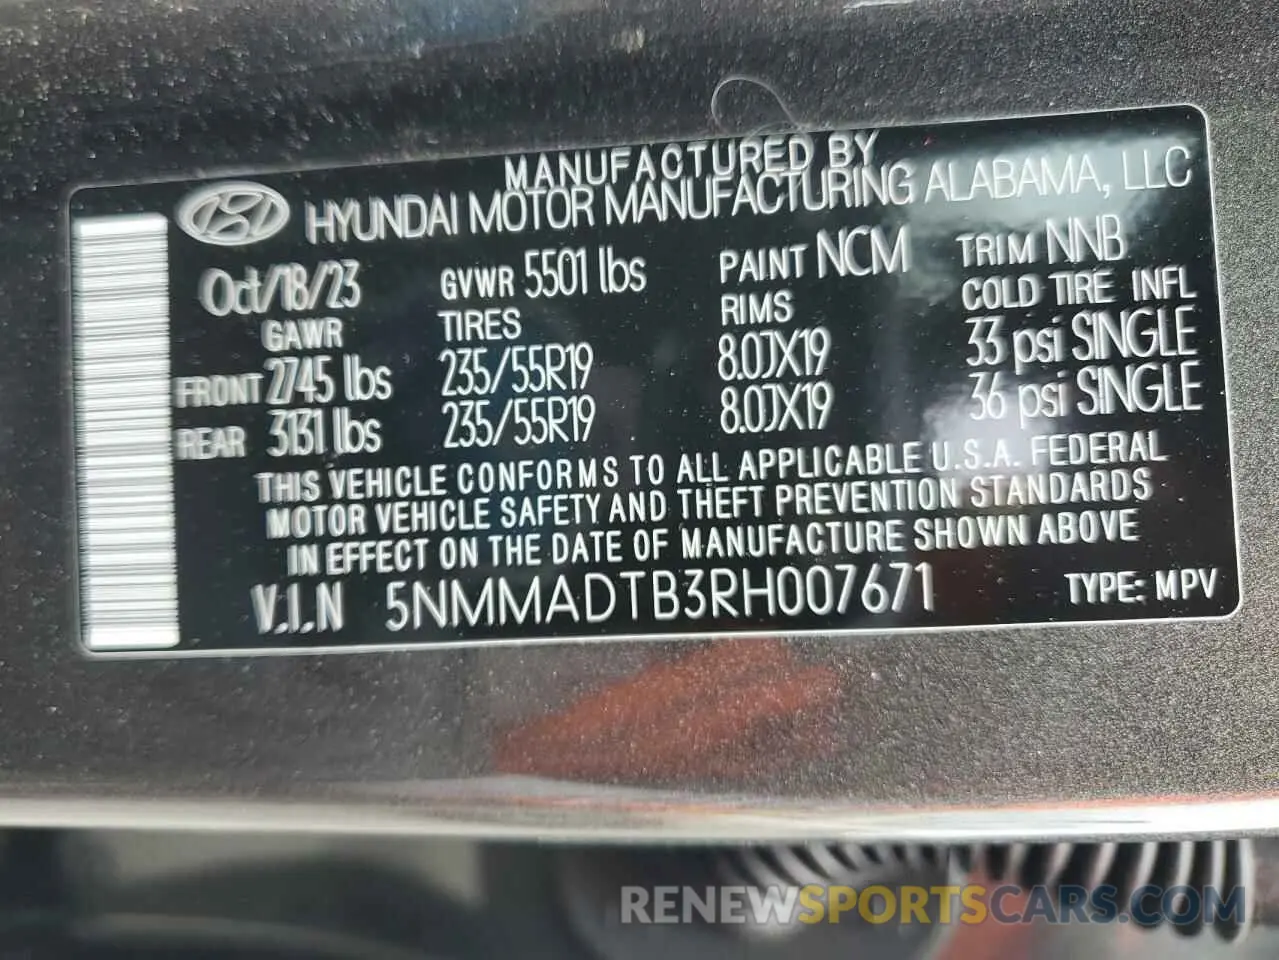 MANUFACTURED BY
HYUNDAI MOTOR MANUFACTURING ALABAMA, LLC
Oct/18/23 GVWR 5501 lbs PAINT NCM TRIM NNB
GAWR TIRES RIMS COLD TIRE INFL
FRONT 2745 lbs 235/55R19 8.0JX19 33 psi SINGLE
REAR 3131 lbs 235/55R19 8.0JX19 36 psi SINGLE
THIS VEHICLE CONFORMS TO ALL APPLICABLE U.S.A. FEDERAL
MOTOR VEHICLE SAFETY AND THEFT PREVENTION STANDARDS
IN EFFECT ON THE DATE OF MANUFACTURE SHOWN ABOVE
V.I.N 5NMMADTB3RH007671 TYPE: MPV
RENEWSPORTSCARS.COM